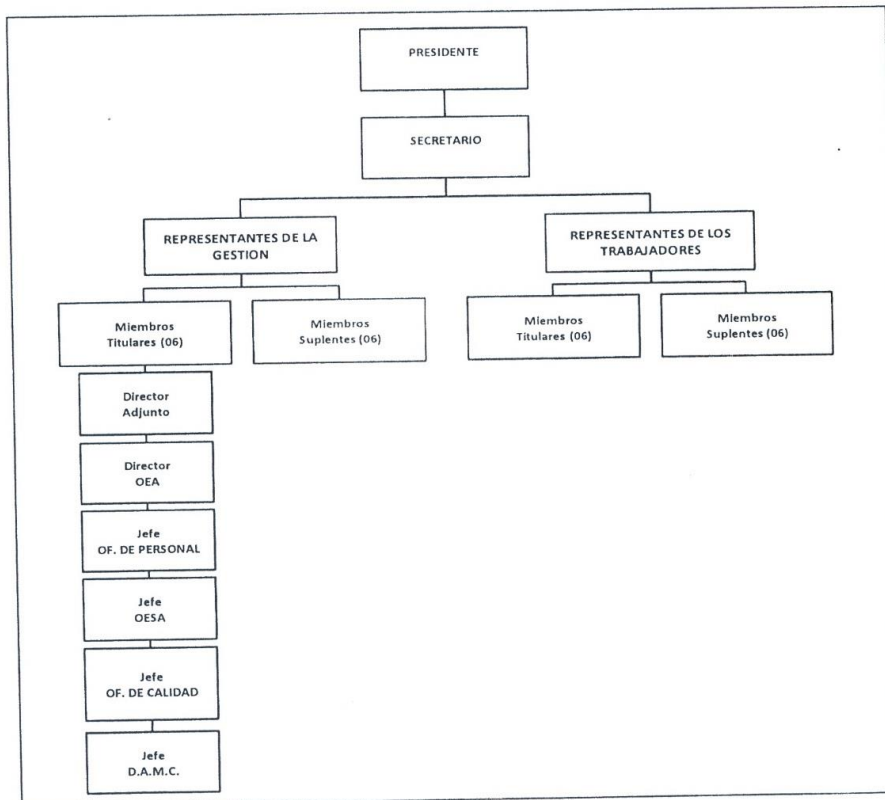 PRESIDENTE
SECRETARIO
REPRESENTANTES DE LA
GESTION
REPRESENTANTES DE LOS
TRABAJADORES
Miembros
Titulares (06)
Miembros
Suplentes (06)
Miembros
Titulares (06)
Miembros
Suplentes (06)
Director
Adjunto
Director
OEA
Jefe
OF. DE PERSONAL
Jefe
OESA
Jefe
OF. DE CALIDAD
Jefe
D.A.M.C.